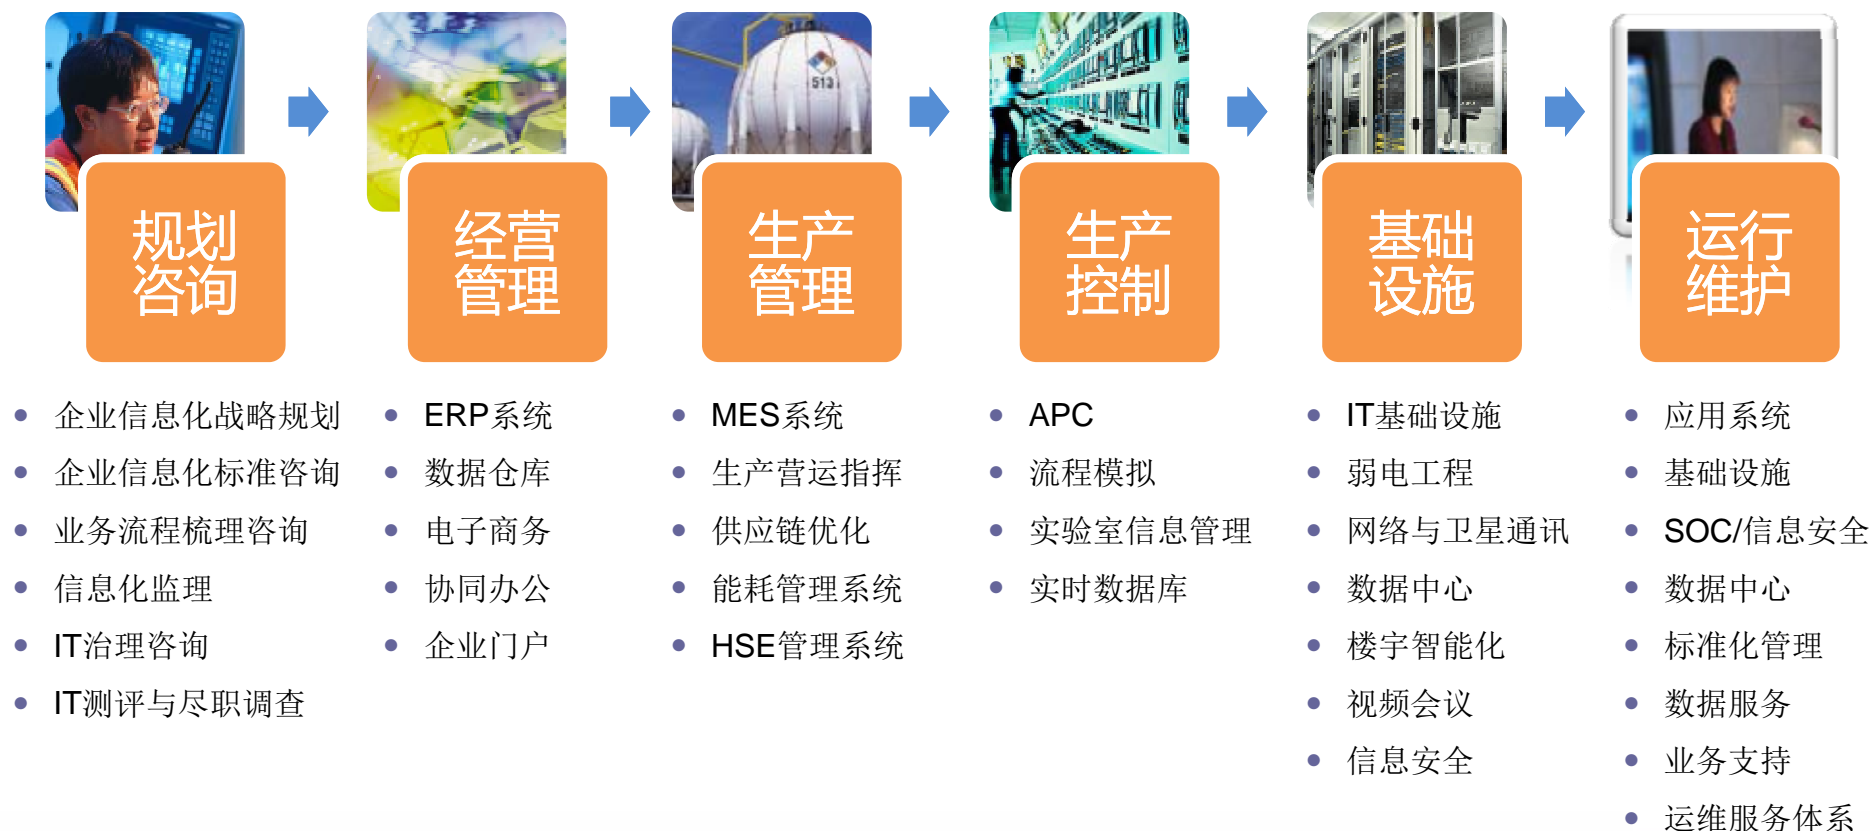 513
规划
咨询
经营
管理
生产
管理
生产
控制
基础
设施
运行
维护
企业信息化战略规划
企业信息化标准咨询
业务流程梳理咨询
信息化监理
IT治理咨询
IT测评与尽职调查
ERP系统
数据仓库
电子商务
协同办公
企业门户
MES系统
生产营运指挥
供应链优化
能耗管理系统
HSE管理系统
APC
流程模拟
实验室信息管理
实时数据库
IT基础设施
弱电工程
网络与卫星通讯
数据中心
楼宇智能化
视频会议
信息安全
应用系统
基础设施
SOC/信息安全
数据中心
标准化管理
数据服务
业务支持
运维服务体系